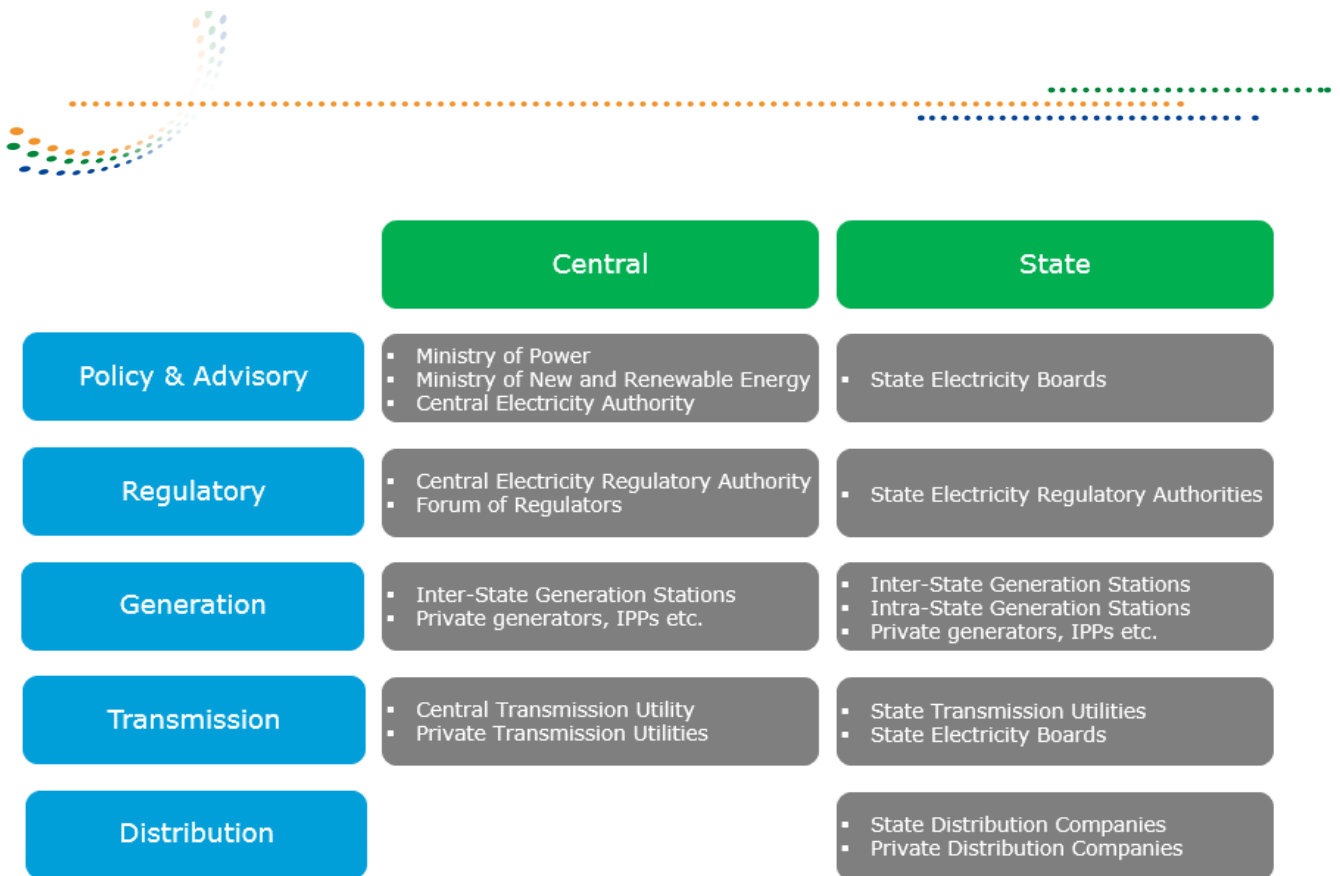 Central
State
Policy & Advisory
▪ Ministry of Power
▪ Ministry of New and Renewable Energy
▪ Central Electricity Authority
▪ State Electricity Boards
Regulatory
▪ Central Electricity Regulatory Authority
▪ Forum of Regulators
▪ State Electricity Regulatory Authorities
Generation
▪ Inter-State Generation Stations
▪ Private generators, IPPs etc.
▪ Inter-State Generation Stations
▪ Intra-State Generation Stations
▪ Private generators, IPPs etc.
Transmission
▪ Central Transmission Utility
▪ Private Transmission Utilities
▪ State Transmission Utilities
▪ State Electricity Boards
Distribution
▪ State Distribution Companies
▪ Private Distribution Companies